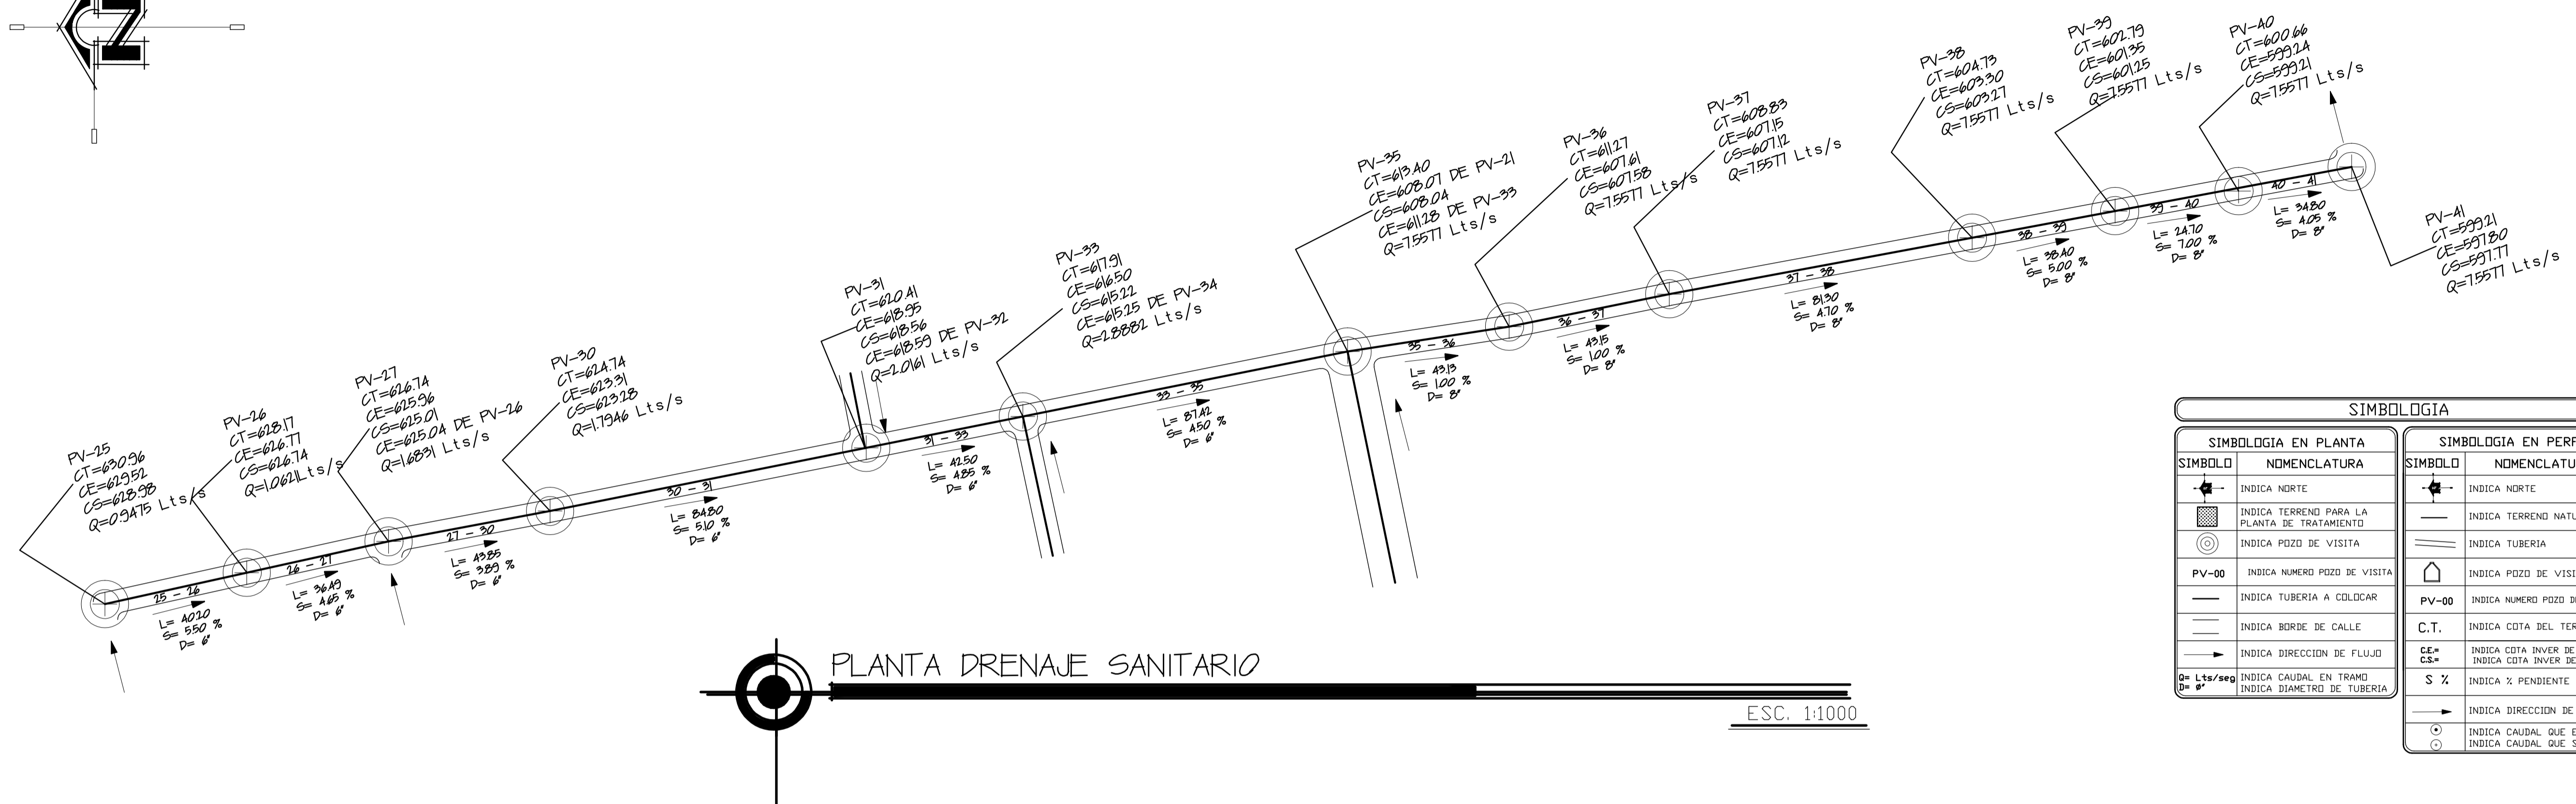 PV-25
CT=630.96
CE=629.52
CS=628.98
Q=0.9475 Lts/s
PV-26
CT=628.17
CE=626.77
CS=626.74
Q=1.0621Lts/s
PV-27
CT=626.74
CE=625.96
CS=625.01
CE=625.04 DE PV-26
Q=1.6831 Lts/s
PV-30
CT=624.74
CE=623.31
CS=623.28
Q=1.7946 Lts/s
PV-31
CT=620.41
CE=618.95
CS=618.56
CE=618.59 DE PV-32
Q=2.0161 Lts/s
PV-33
CT=617.91
CE=616.50
CS=615.22
CE=615.25 DE PV-34
Q=2.8882 Lts/s
PV-35
CT=613.40
CE=608.07 DE PV-21
CS=608.04
CE=611.28 DE PV-33
Q=7.5577 Lts/s
PV-36
CT=611.27
CE=607.61
CS=607.58
Q=7.5577 Lts/s
PV-37
CT=608.83
CE=607.15
CS=607.12
Q=7.5577 Lts/s
PV-38
CT=604.73
CE=603.30
CS=603.27
Q=7.5577 Lts/s
PV-39
CT=602.79
CE=601.35
CS=601.25
Q=7.5577 Lts/s
PV-40
CT=600.66
CE=599.24
CS=599.21
Q=7.5577 Lts/s
PV-41
CT=599.21
CE=597.80
CS=597.77
Q=7.5577 Lts/s
25 - 26
L= 40.20
S= 5.50 %
D= 6"
26 - 27
L= 36.49
S= 4.65 %
D= 6"
27 - 30
L= 43.85
S= 3.89 %
D= 6"
30 - 31
L= 84.80
S= 5.10 %
D= 6"
31 - 33
L= 42.50
S= 4.85 %
D= 6"
33 - 35
L= 87.42
S= 4.50 %
D= 6"
35 - 36
L= 43.13
S= 1.00 %
D= 8"
36 - 37
L= 43.15
S= 1.00 %
D= 8"
37 - 38
L= 81.30
S= 4.70 %
D= 8"
38 - 39
L= 38.40
S= 5.00 %
D= 8"
39 - 40
L= 24.70
S= 7.00 %
D= 8"
40 - 41
L= 34.80
S= 4.05 %
D= 8"
PLANTA DRENAJE SANITARIO
ESC. 1:1000
SIMBOLOGIA
SIMBOLOGIA EN PLANTA
SIMBOLO NOMENCLATURA
INDICA NORTE
INDICA TERRENO PARA LA
PLANTA DE TRATAMIENTO
INDICA POZO DE VISITA
PV-00 INDICA NUMERO POZO DE VISITA
INDICA TUBERIA A COLOCAR
INDICA BORDE DE CALLE
INDICA DIRECCION DE FLUJO
Q= Lts/seg INDICA CAUDAL EN TRAMO
D= Ø" INDICA DIAMETRO DE TUBERIA
SIMBOLOGIA EN PERF
SIMBOLO NOMENCLATU
INDICA NORTE
INDICA TERRENO NATU
INDICA TUBERIA
INDICA POZO DE VISI
PV-00 INDICA NUMERO POZO D
C.T. INDICA COTA DEL TER
C.E.= INDICA COTA INVER DE
C.S.= INDICA COTA INVER DE
S % INDICA % PENDIENTE
INDICA DIRECCION DE
INDICA CAUDAL QUE E
INDICA CAUDAL QUE S